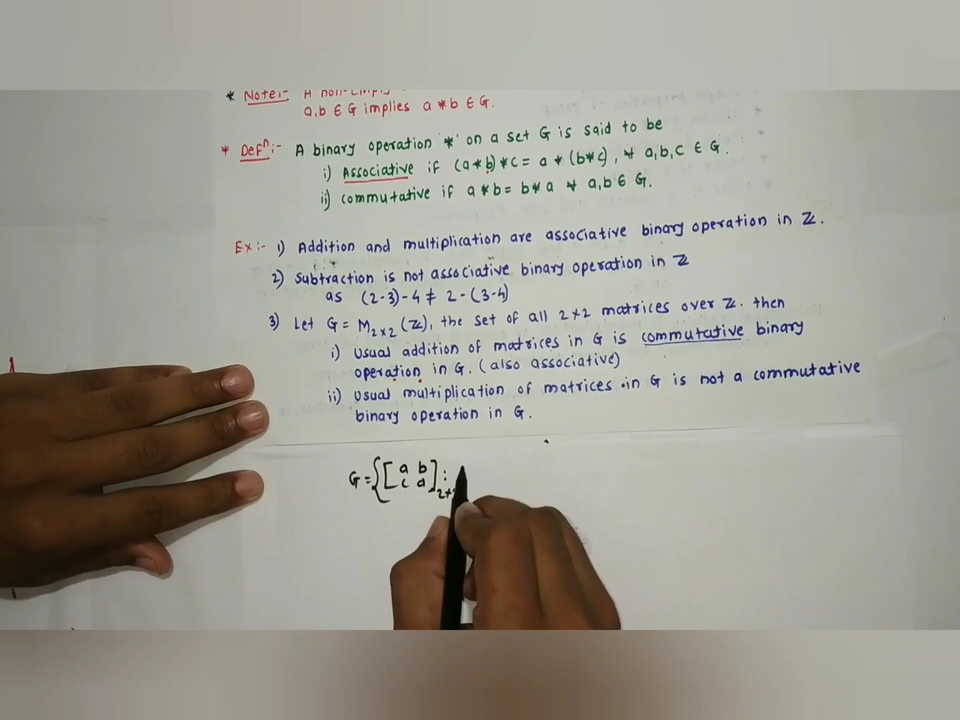 * Note:- A non-empty
a,b ∈ G implies a * b ∈ G.
* Defⁿ:- A binary operation '*' on a set G is said to be
i) Associative if (a*b)*c = a*(b*c), ∀ a,b,c ∈ G.
ii) commutative if a*b = b*a ∀ a,b ∈ G.
Ex:- 1) Addition and multiplication are associative binary operation in ℤ.
2) subtraction is not associative binary operation in ℤ
as (2-3)-4 ≠ 2-(3-4)
3) Let G = M₂ₓ₂(ℤ), the set of all 2×2 matrices over ℤ. then
i) usual addition of matrices in G is commutative binary
operation in G. (also associative)
ii) usual multiplication of matrices in G is not a commutative
binary operation in G.
G = { [ a b
c d ] :